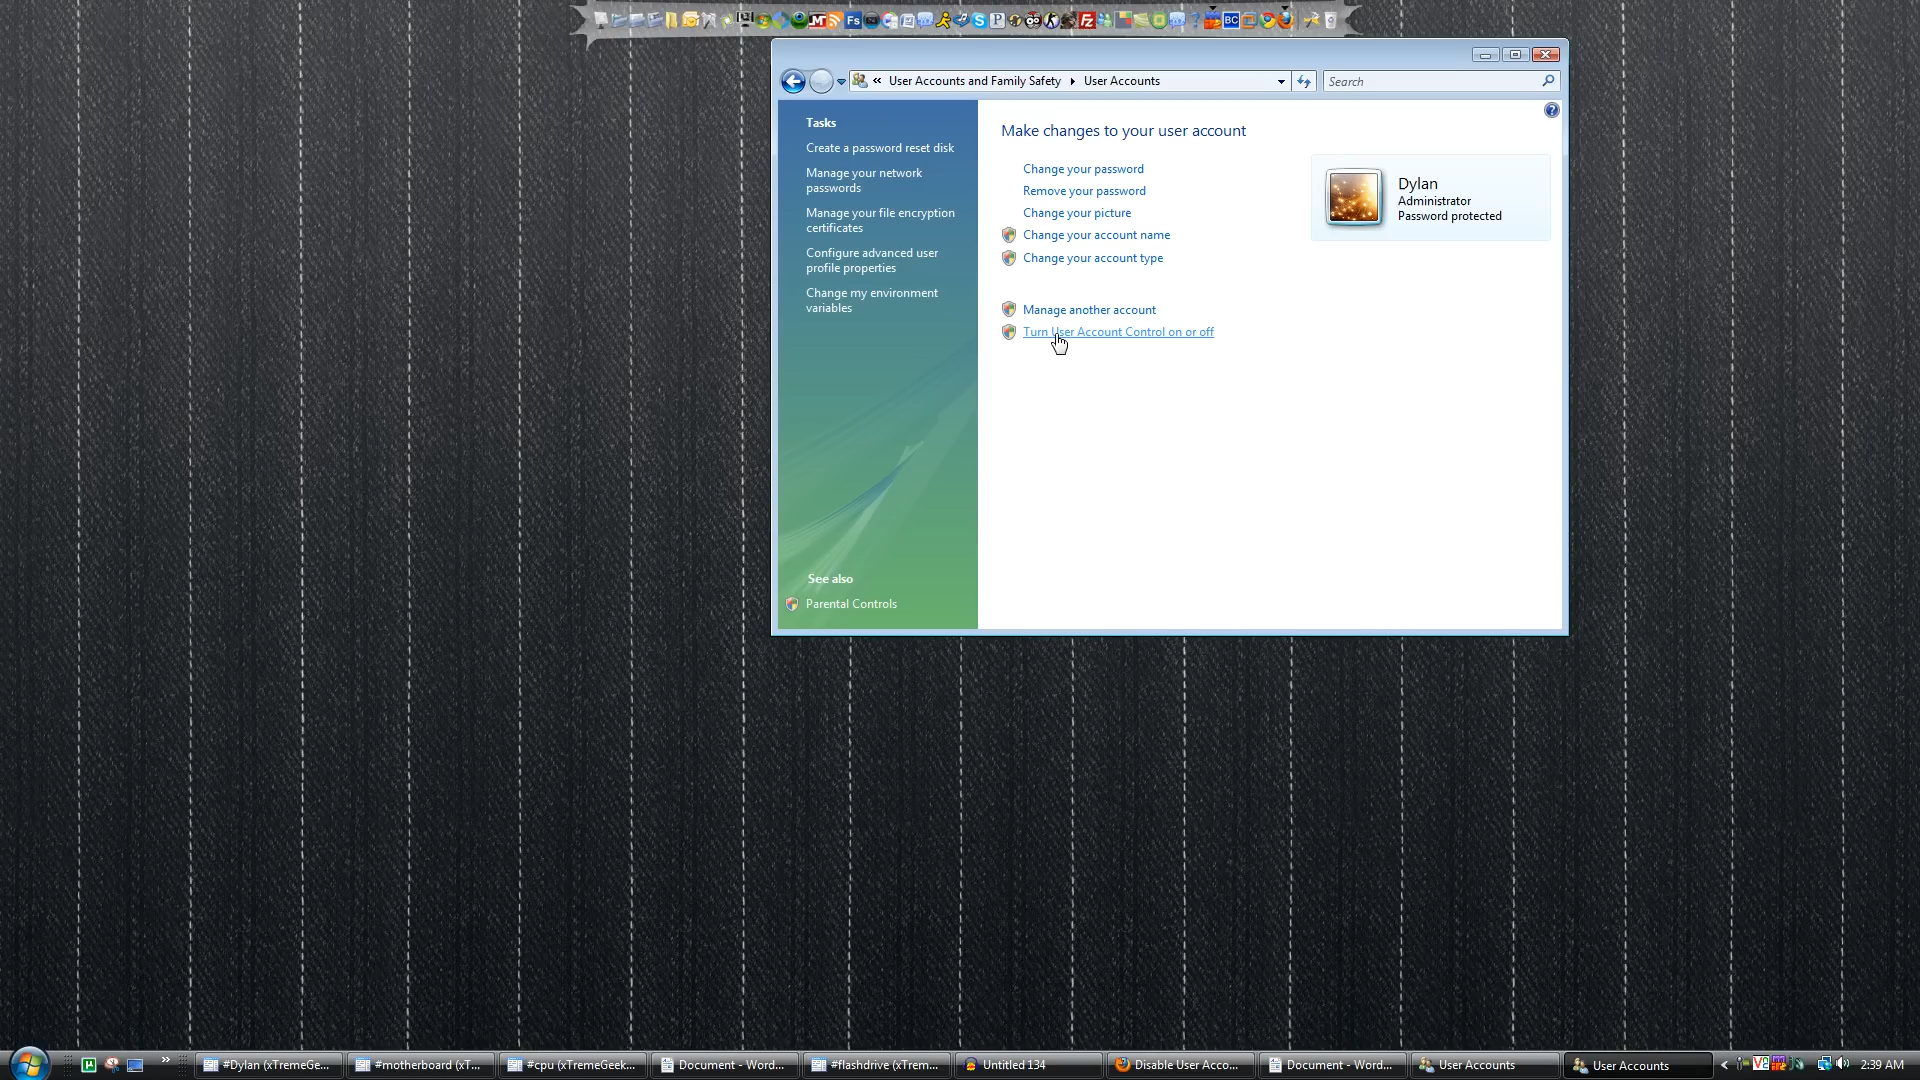 Fs
P
Fz
BC
« User Accounts and Family Safety ▸ User Accounts
Search
Tasks
Create a password reset disk
Manage your network
passwords
Manage your file encryption
certificates
Configure advanced user
profile properties
Change my environment
variables
See also
Parental Controls
Make changes to your user account
Change your password
Remove your password
Change your picture
Change your account name
Change your account type
Manage another account
Turn User Account Control on or off
Dylan
Administrator
Password protected
#Dylan (xTremeGe...
#motherboard (xT...
#cpu (xTremeGeek...
Document - Word...
#flashdrive (xTrem...
Untitled 134
Disable User Acco...
Document - Word...
User Accounts
User Accounts
2:39 AM